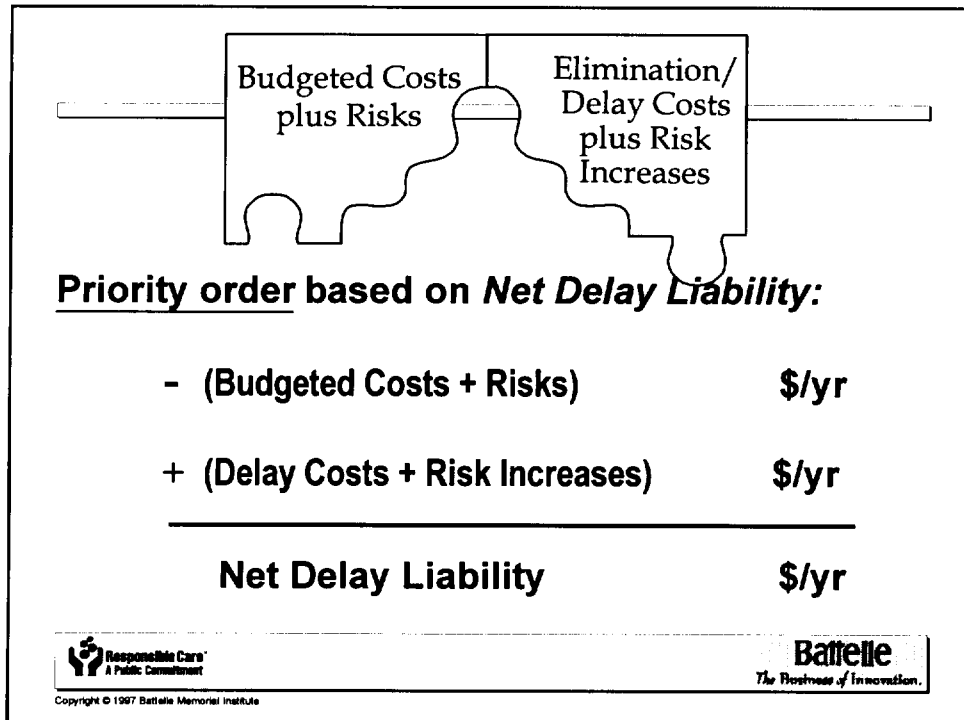 Budgeted Costs
plus Risks
Elimination/
Delay Costs
plus Risk
Increases
Priority order based on Net Delay Liability:
- (Budgeted Costs + Risks) $/yr
+ (Delay Costs + Risk Increases) $/yr
Net Delay Liability $/yr
Responsible Care
A Public Commitment
Battelle
The Business of Innovation.
Copyright © 1997 Battelle Memorial Institute